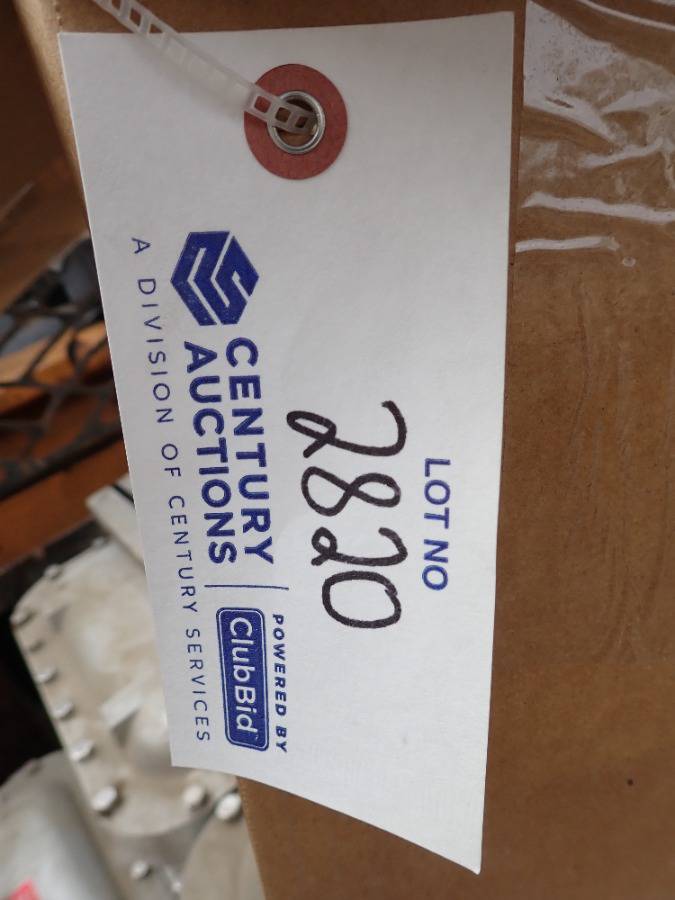 LOT NO
2820
CENTURY
AUCTIONS
A DIVISION OF CENTURY SERVICES
POWERED BY
ClubBid